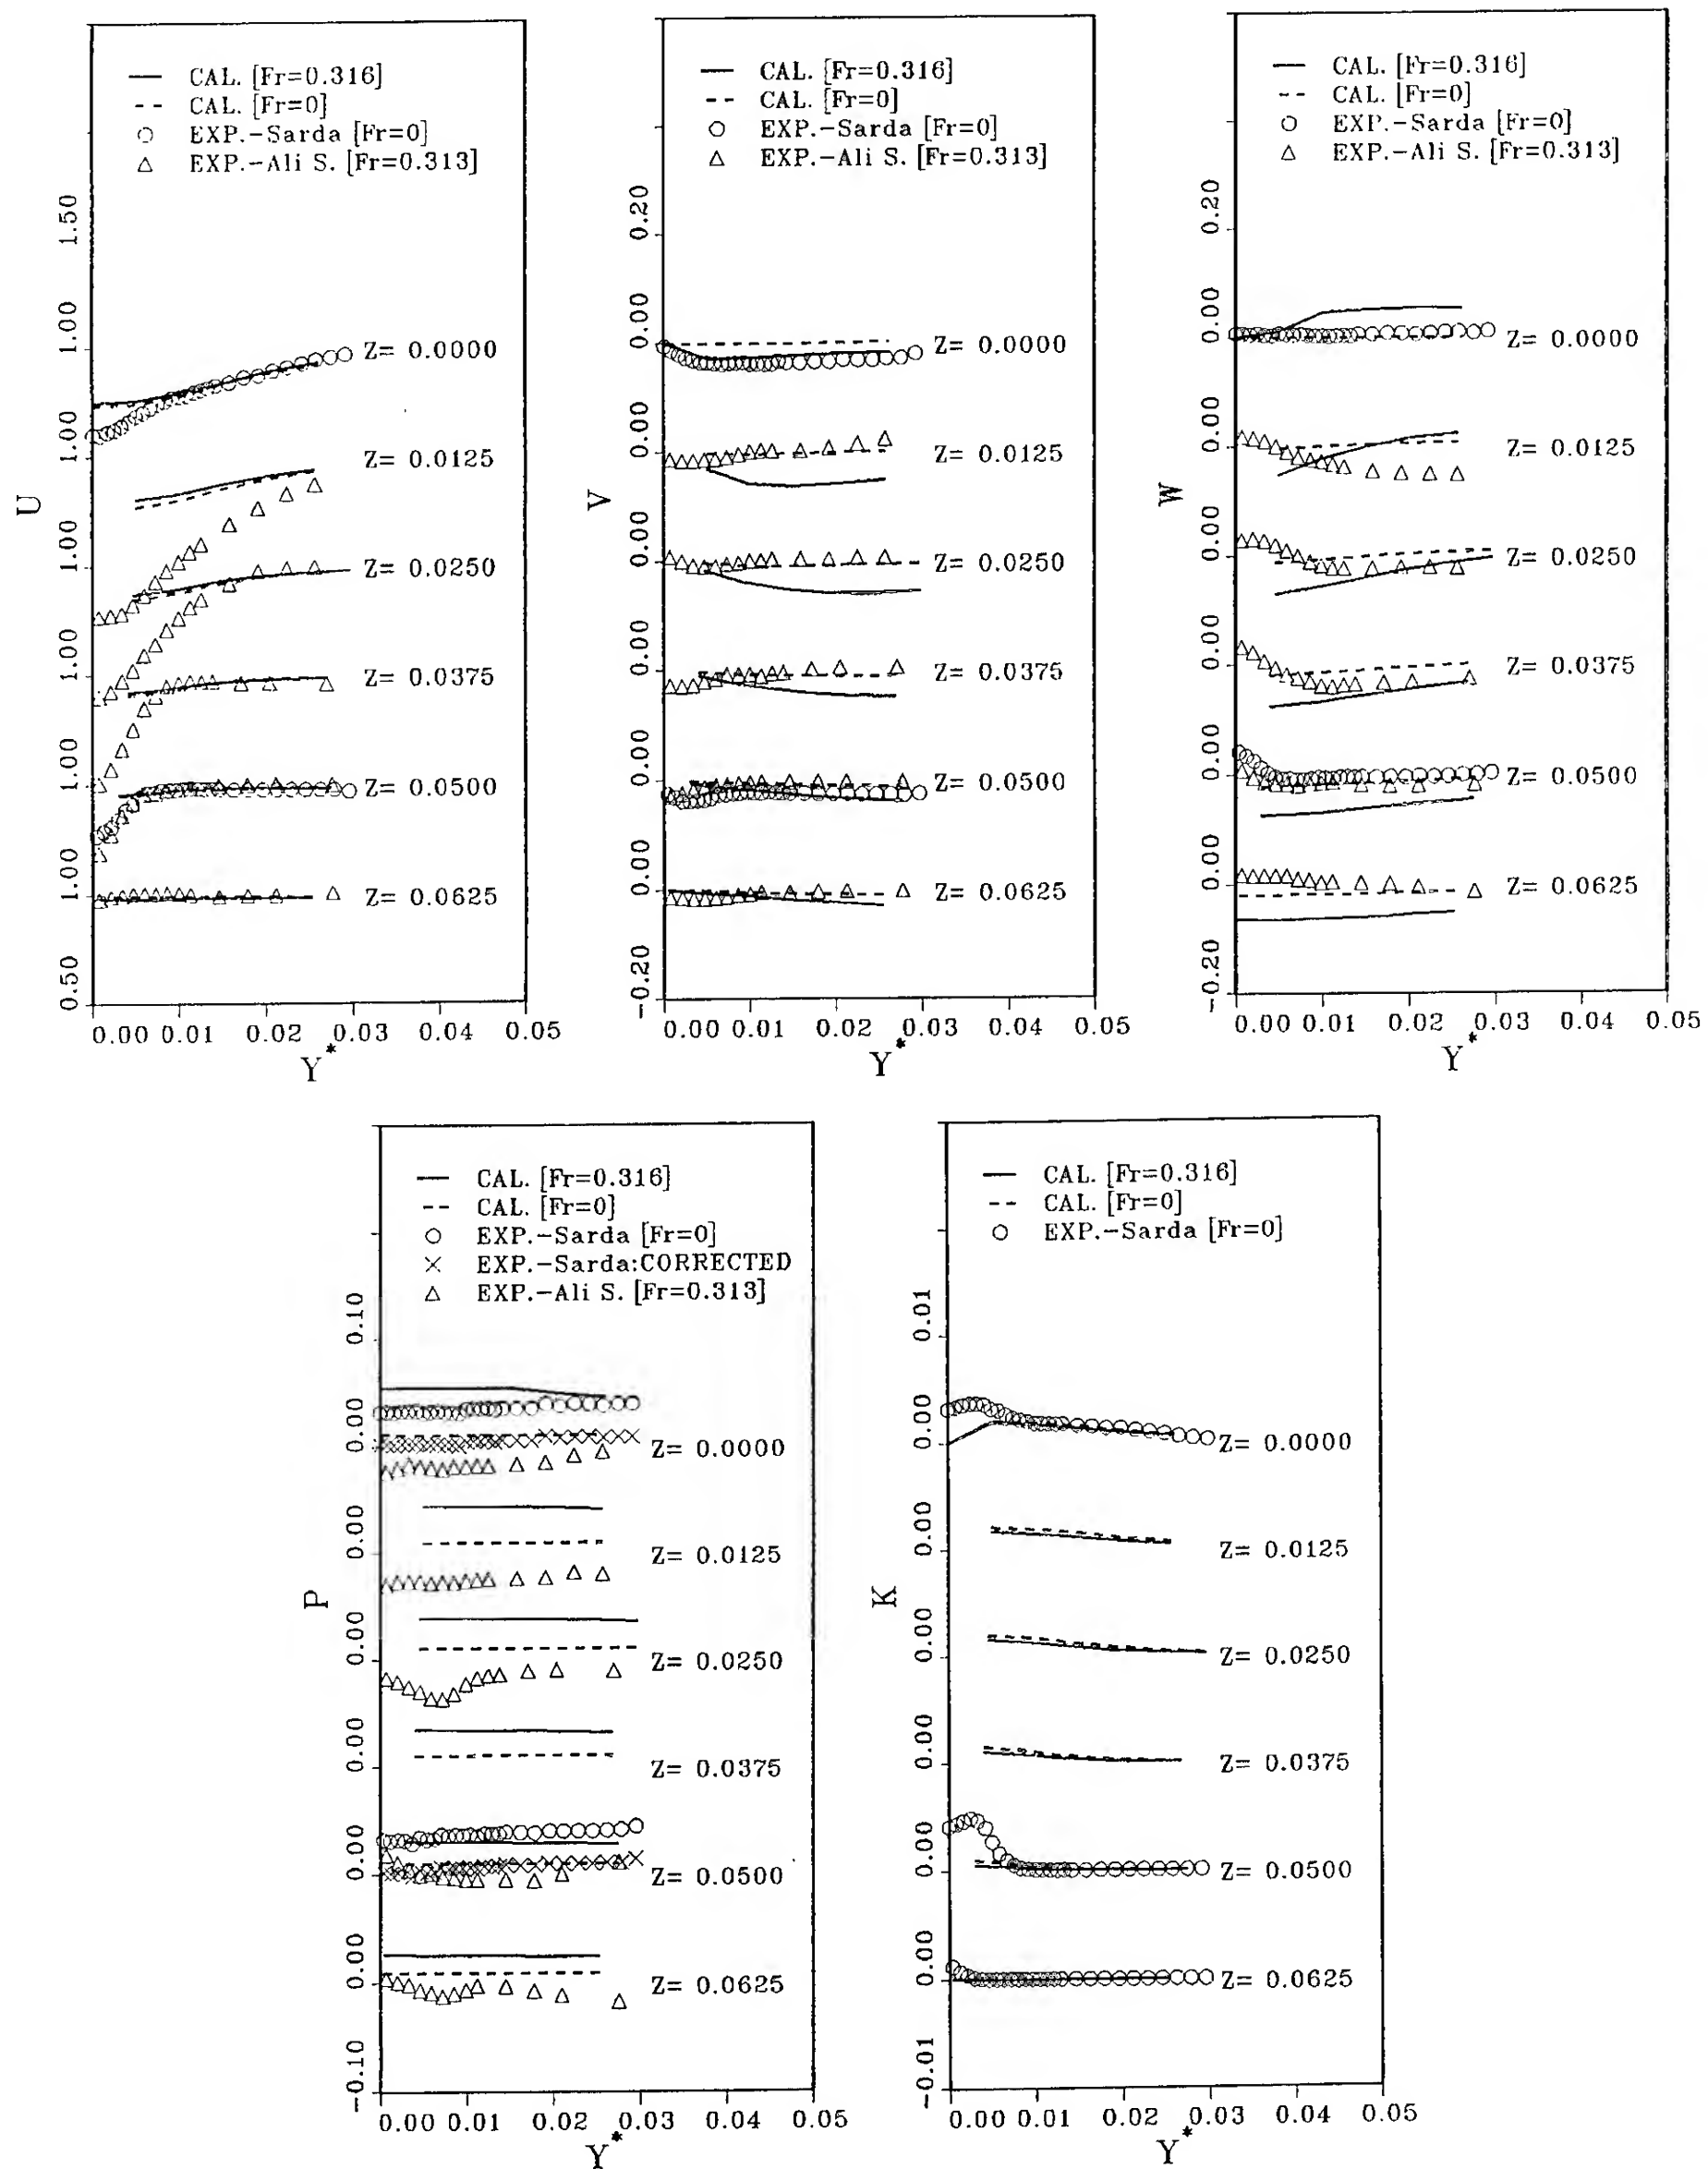 CAL. [Fr=0.316]
CAL. [Fr=0]
EXP.-Sarda [Fr=0]
EXP.-Ali S. [Fr=0.313]
1.50
1.00
Z= 0.0000
1.00
Z= 0.0125
U
1.00
Z= 0.0250
1.00
Z= 0.0375
1.00
Z= 0.0500
1.00
Z= 0.0625
0.50
0.00 0.01 0.02 0.03 0.04 0.05
Y*
CAL. [Fr=0.316]
CAL. [Fr=0]
EXP.-Sarda [Fr=0]
EXP.-Ali S. [Fr=0.313]
0.20
0.00
Z= 0.0000
0.00
Z= 0.0125
V
0.00
Z= 0.0250
0.00
Z= 0.0375
0.00
Z= 0.0500
0.00
Z= 0.0625
-0.20
0.00 0.01 0.02 0.03 0.04 0.05
Y*
CAL. [Fr=0.316]
CAL. [Fr=0]
EXP.-Sarda [Fr=0]
EXP.-Ali S. [Fr=0.313]
0.20
0.00
Z= 0.0000
0.00
Z= 0.0125
W
0.00
Z= 0.0250
0.00
Z= 0.0375
0.00
Z= 0.0500
0.00
Z= 0.0625
-0.20
0.00 0.01 0.02 0.03 0.04 0.05
Y*
CAL. [Fr=0.316]
CAL. [Fr=0]
EXP.-Sarda [Fr=0]
EXP.-Sarda:CORRECTED
EXP.-Ali S. [Fr=0.313]
0.10
0.00
Z= 0.0000
0.00
Z= 0.0125
P
0.00
Z= 0.0250
0.00
Z= 0.0375
0.00
Z= 0.0500
0.00
Z= 0.0625
-0.10
0.00 0.01 0.02 0.03 0.04 0.05
Y*
CAL. [Fr=0.316]
CAL. [Fr=0]
EXP.-Sarda [Fr=0]
0.01
0.00
Z= 0.0000
0.00
Z= 0.0125
K
0.00
Z= 0.0250
0.00
Z= 0.0375
0.00
Z= 0.0500
0.00
Z= 0.0625
-0.01
0.00 0.01 0.02 0.03 0.04 0.05
Y*